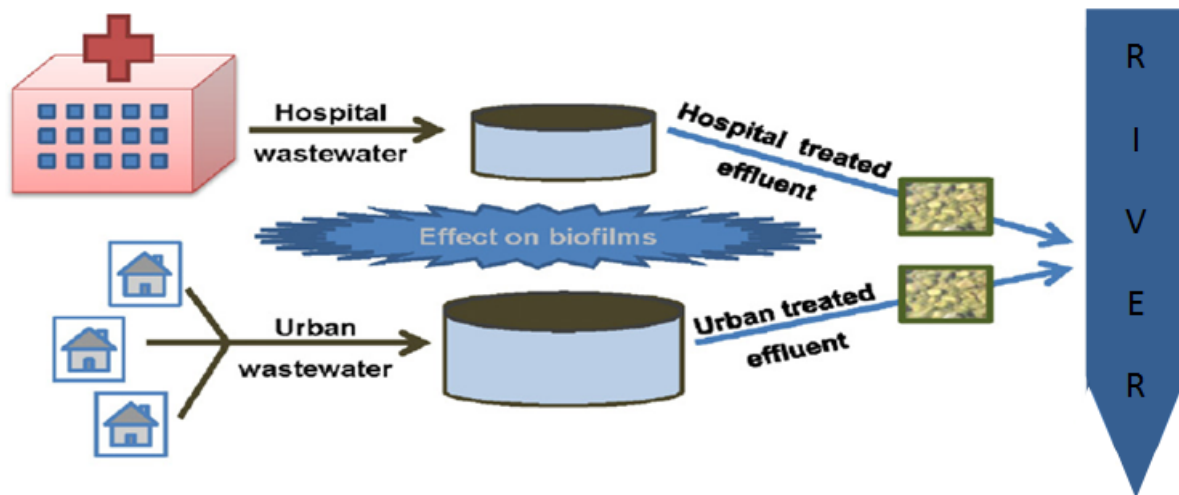 Hospital
wastewater
Hospital treated
effluent
Effect on biofilms
Urban
wastewater
Urban treated
effluent
R
I
V
E
R